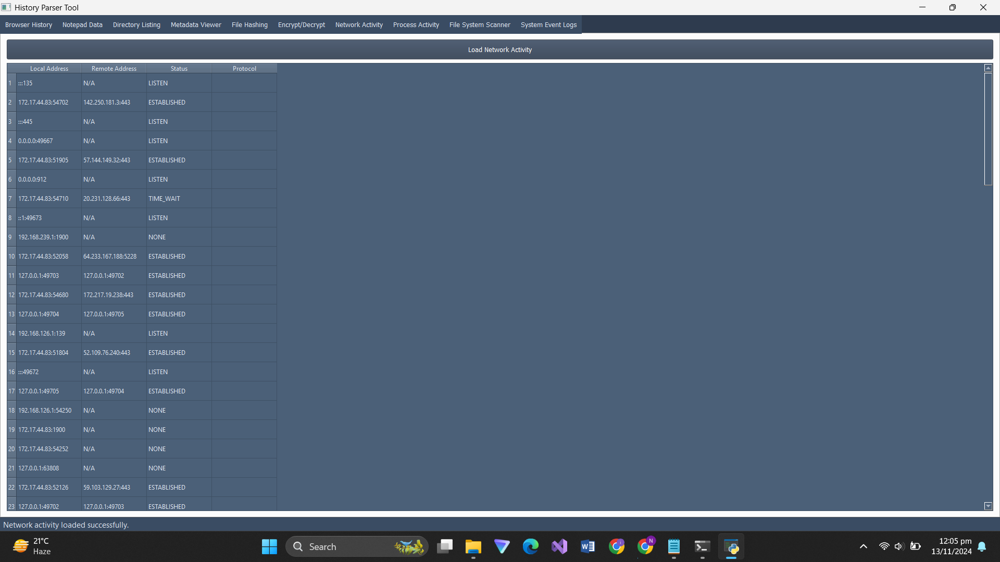 History Parser Tool
Browser History Notepad Data Directory Listing Metadata Viewer File Hashing Encrypt/Decrypt Network Activity Process Activity File System Scanner System Event Logs
Load Network Activity
Local Address Remote Address Status Protocol
1 :::135 N/A LISTEN
2 172.17.44.83:54702 142.250.181.3:443 ESTABLISHED
3 :::445 N/A LISTEN
4 0.0.0.0:49667 N/A LISTEN
5 172.17.44.83:51905 57.144.149.32:443 ESTABLISHED
6 0.0.0.0:912 N/A LISTEN
7 172.17.44.83:54710 20.231.128.66:443 TIME_WAIT
8 ::1:49673 N/A LISTEN
9 192.168.239.1:1900 N/A NONE
10 172.17.44.83:52058 64.233.167.188:5228 ESTABLISHED
11 127.0.0.1:49703 127.0.0.1:49702 ESTABLISHED
12 172.17.44.83:54680 172.217.19.238:443 ESTABLISHED
13 127.0.0.1:49704 127.0.0.1:49705 ESTABLISHED
14 192.168.126.1:139 N/A LISTEN
15 172.17.44.83:51804 52.109.76.240:443 ESTABLISHED
16 :::49672 N/A LISTEN
17 127.0.0.1:49705 127.0.0.1:49704 ESTABLISHED
18 192.168.126.1:54250 N/A NONE
19 172.17.44.83:1900 N/A NONE
20 172.17.44.83:54252 N/A NONE
21 127.0.0.1:63808 N/A NONE
22 172.17.44.83:52126 59.103.129.27:443 ESTABLISHED
23 127.0.0.1:49702 127.0.0.1:49703 ESTABLISHED
Network activity loaded successfully.
21°C
Haze
Search
N
12:05 pm
13/11/2024